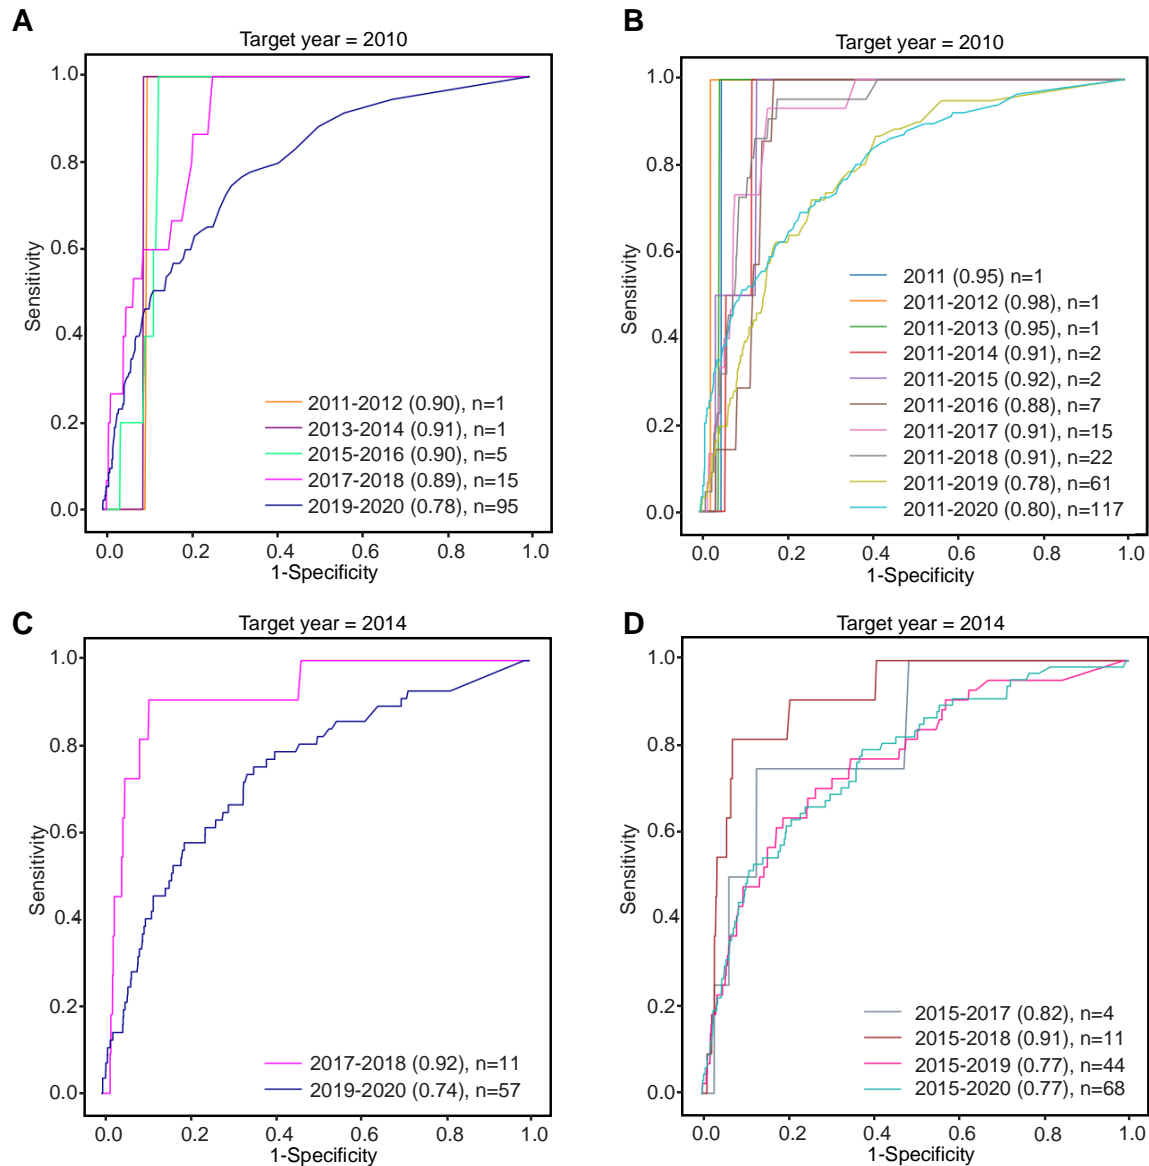 A
Target year = 2010
1.0
0.8
0.6
0.4
0.2
0.0
Sensitivity
2011-2012 (0.90), n=1
2013-2014 (0.91), n=1
2015-2016 (0.90), n=5
2017-2018 (0.89), n=15
2019-2020 (0.78), n=95
0.0 0.2 0.4 0.6 0.8 1.0
1-Specificity
B
Target year = 2010
1.0
0.8
0.6
0.4
0.2
0.0
Sensitivity
2011 (0.95) n=1
2011-2012 (0.98), n=1
2011-2013 (0.95), n=1
2011-2014 (0.91), n=2
2011-2015 (0.92), n=2
2011-2016 (0.88), n=7
2011-2017 (0.91), n=15
2011-2018 (0.91), n=22
2011-2019 (0.78), n=61
2011-2020 (0.80), n=117
0.0 0.2 0.4 0.6 0.8 1.0
1-Specificity
C
Target year = 2014
1.0
0.8
0.6
0.4
0.2
0.0
Sensitivity
2017-2018 (0.92), n=11
2019-2020 (0.74), n=57
0.0 0.2 0.4 0.6 0.8 1.0
1-Specificity
D
Target year = 2014
1.0
0.8
0.6
0.4
0.2
0.0
Sensitivity
2015-2017 (0.82), n=4
2015-2018 (0.91), n=11
2015-2019 (0.77), n=44
2015-2020 (0.77), n=68
0.0 0.2 0.4 0.6 0.8 1.0
1-Specificity